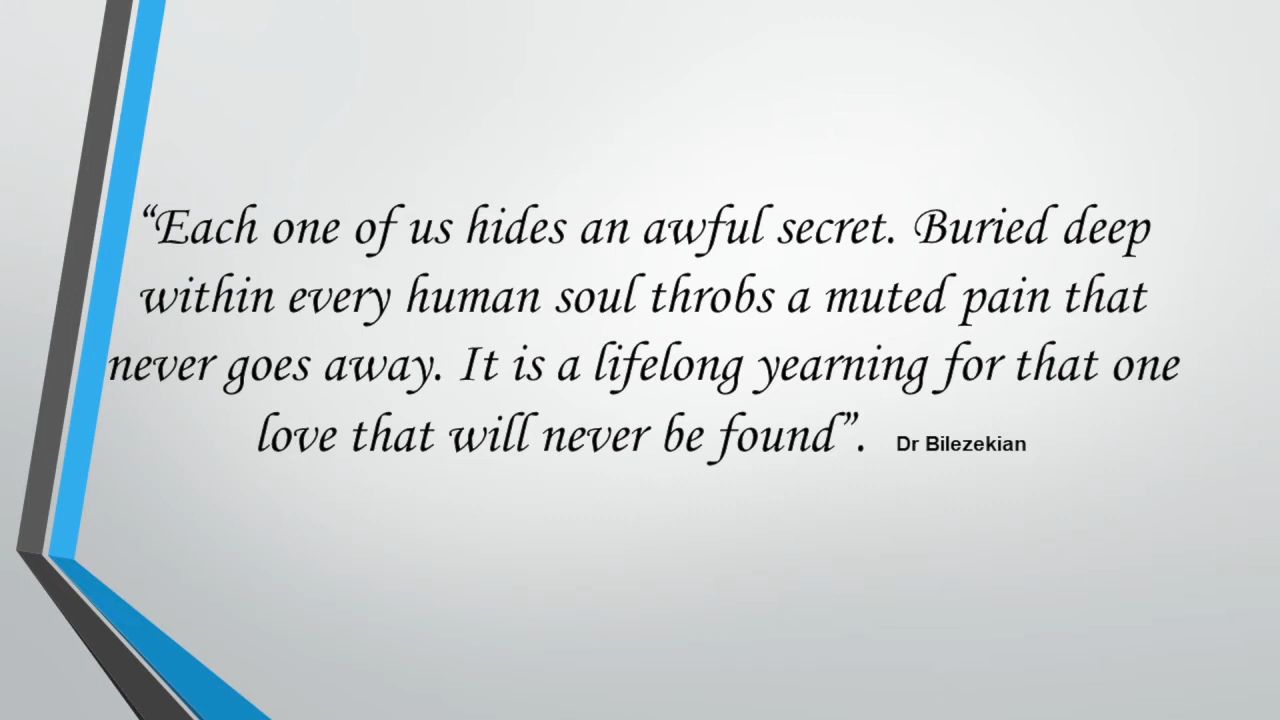 “Each one of us hides an awful secret. Buried deep
within every human soul throbs a muted pain that
never goes away. It is a lifelong yearning for that one
love that will never be found”. Dr Bilezekian